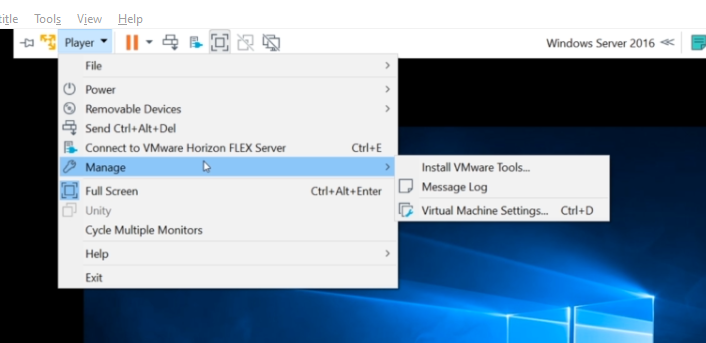 Tools View Help
Player Windows Server 2016
File
Power
Removable Devices
Send Ctrl+Alt+Del
Connect to VMware Horizon FLEX Server Ctrl+E
Manage
Install VMware Tools...
Message Log
Virtual Machine Settings... Ctrl+D
Full Screen Ctrl+Alt+Enter
Unity
Cycle Multiple Monitors
Help
Exit